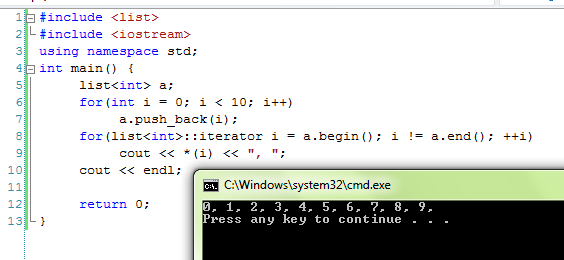 1 #include <list>
2 #include <iostream>
3 using namespace std;
4 int main() {
5 list<int> a;
6 for(int i = 0; i < 10; i++)
7 a.push_back(i);
8 for(list<int>::iterator i = a.begin(); i != a.end(); ++i)
9 cout << *(i) << ", ";
10 cout << endl;
11
12 return 0;
13 }
C:\Windows\system32\cmd.exe
0, 1, 2, 3, 4, 5, 6, 7, 8, 9,
Press any key to continue . . .